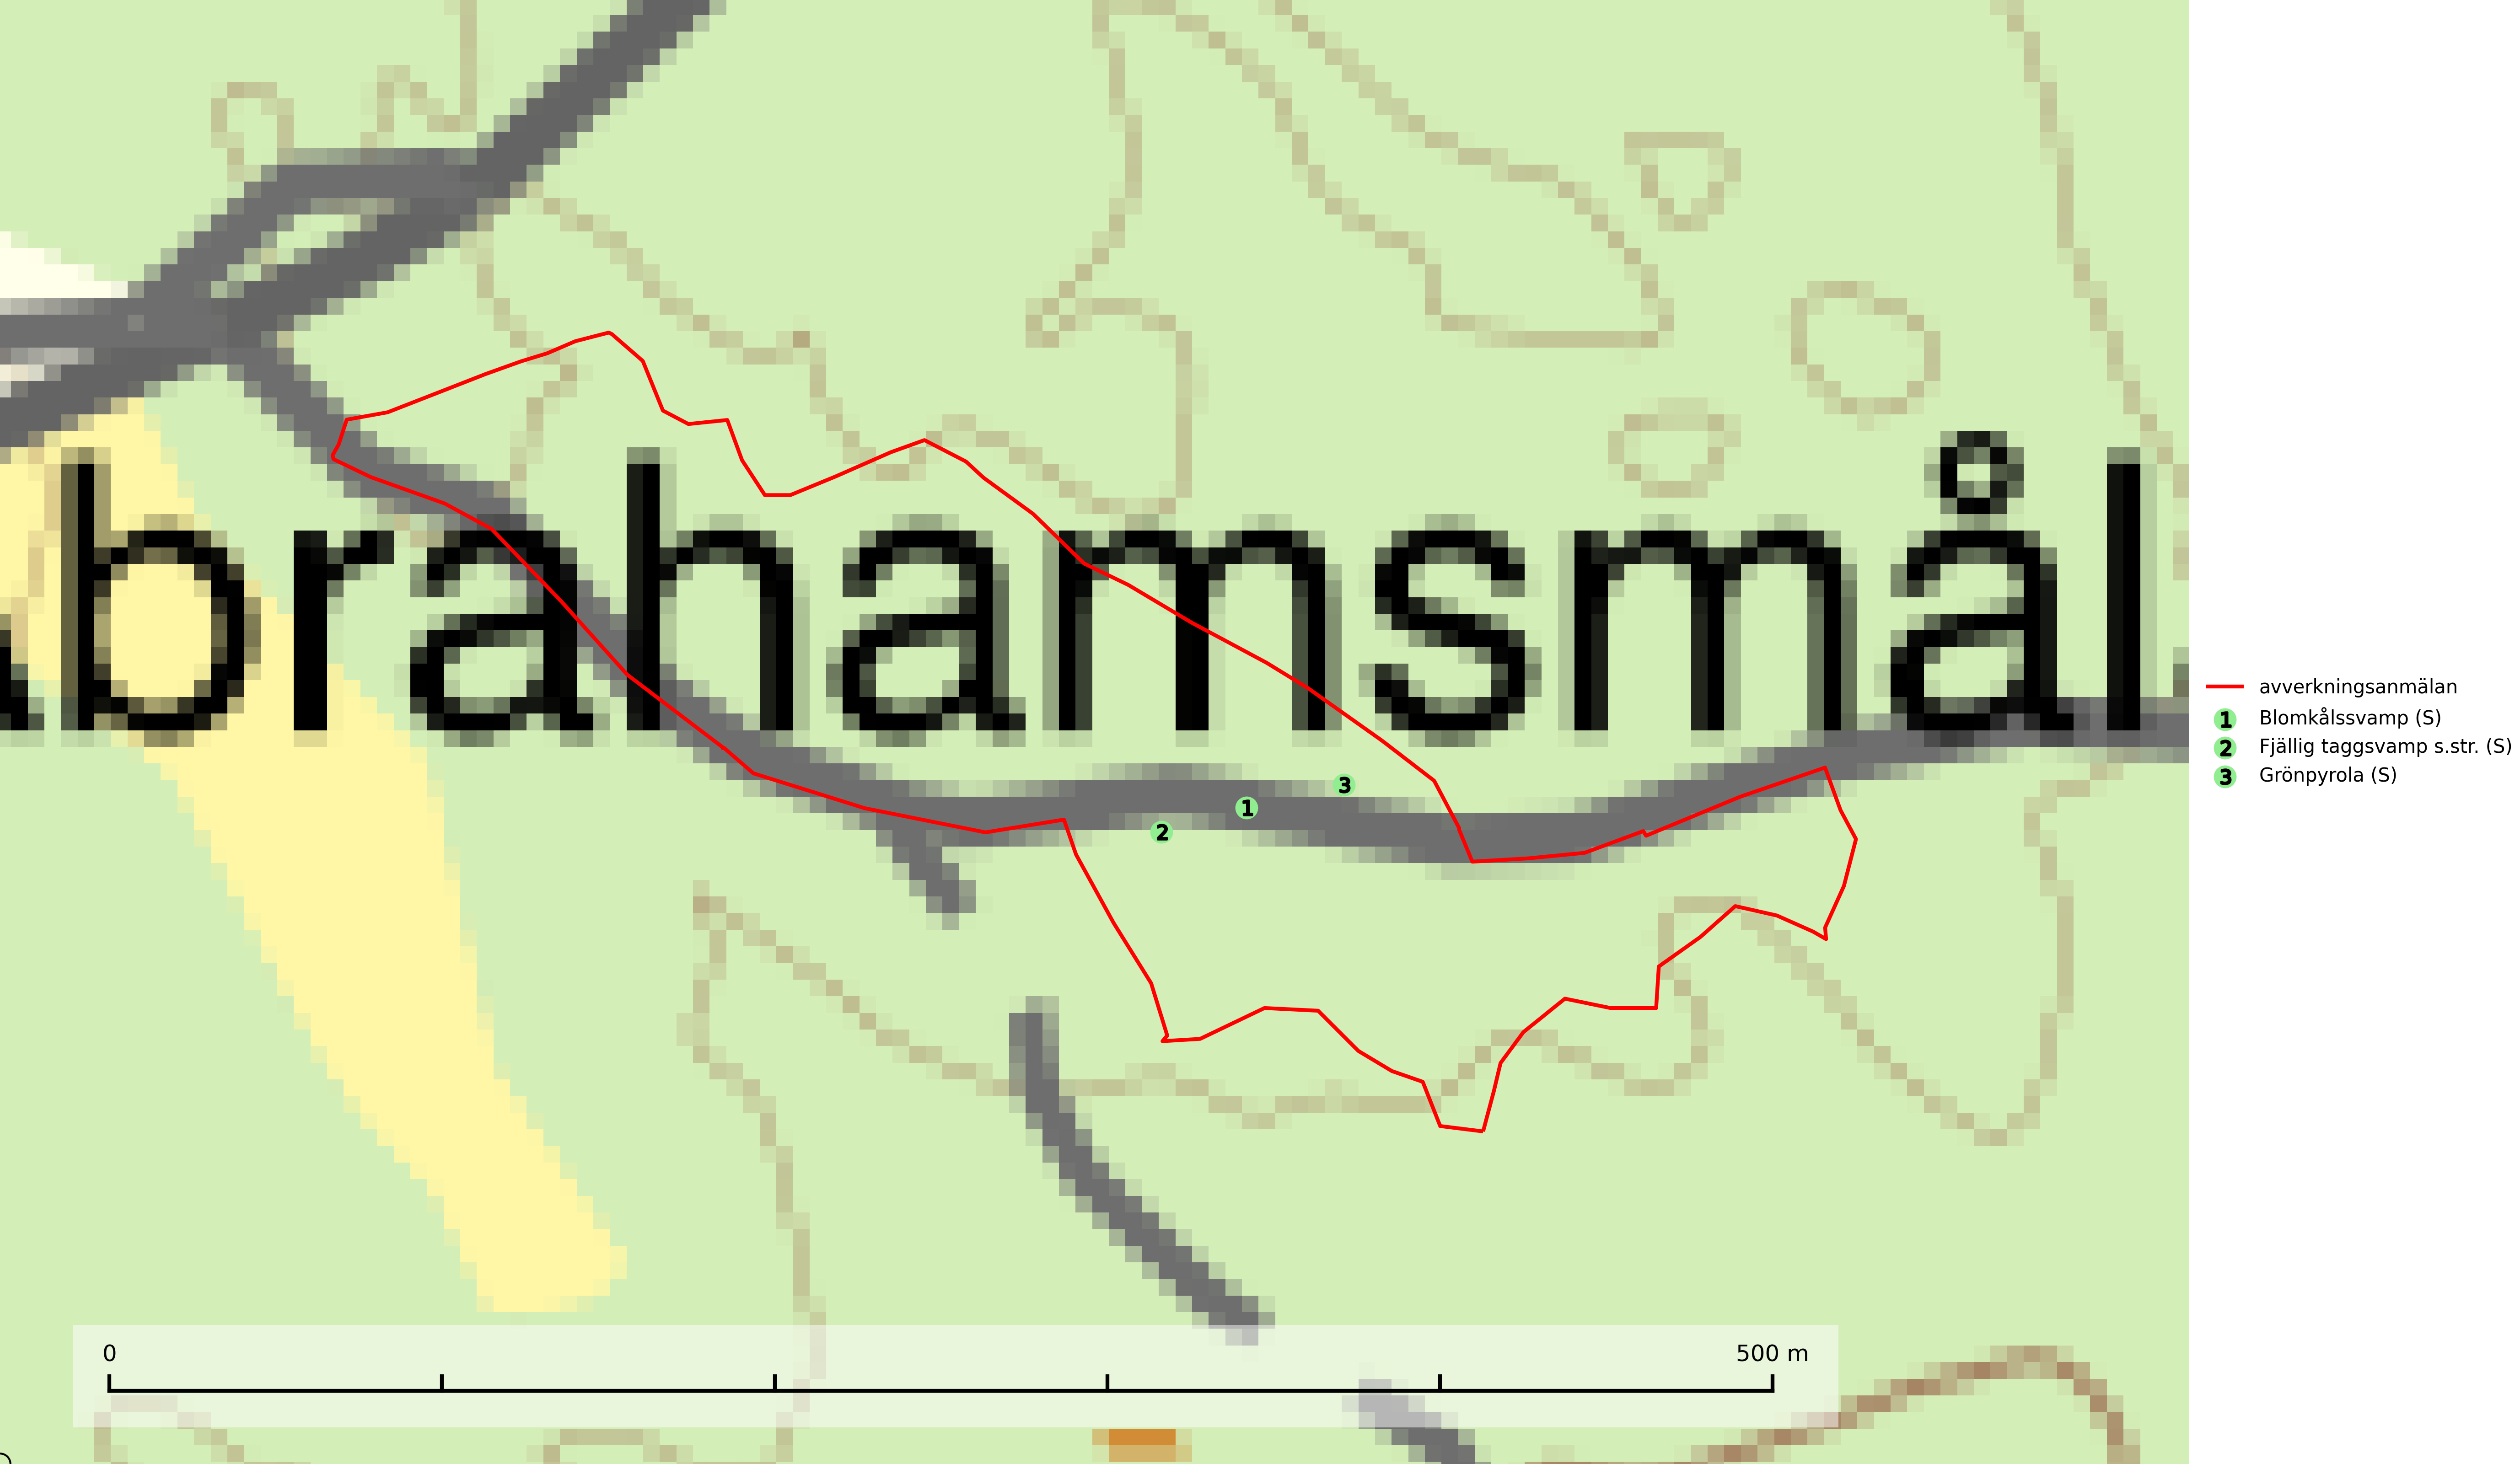 brahamsmål
avverkningsanmälan
1 Blomkålssvamp (S)
2 Fjällig taggsvamp s.str. (S)
3 Grönpyrola (S)
3
1
2
0 500 m